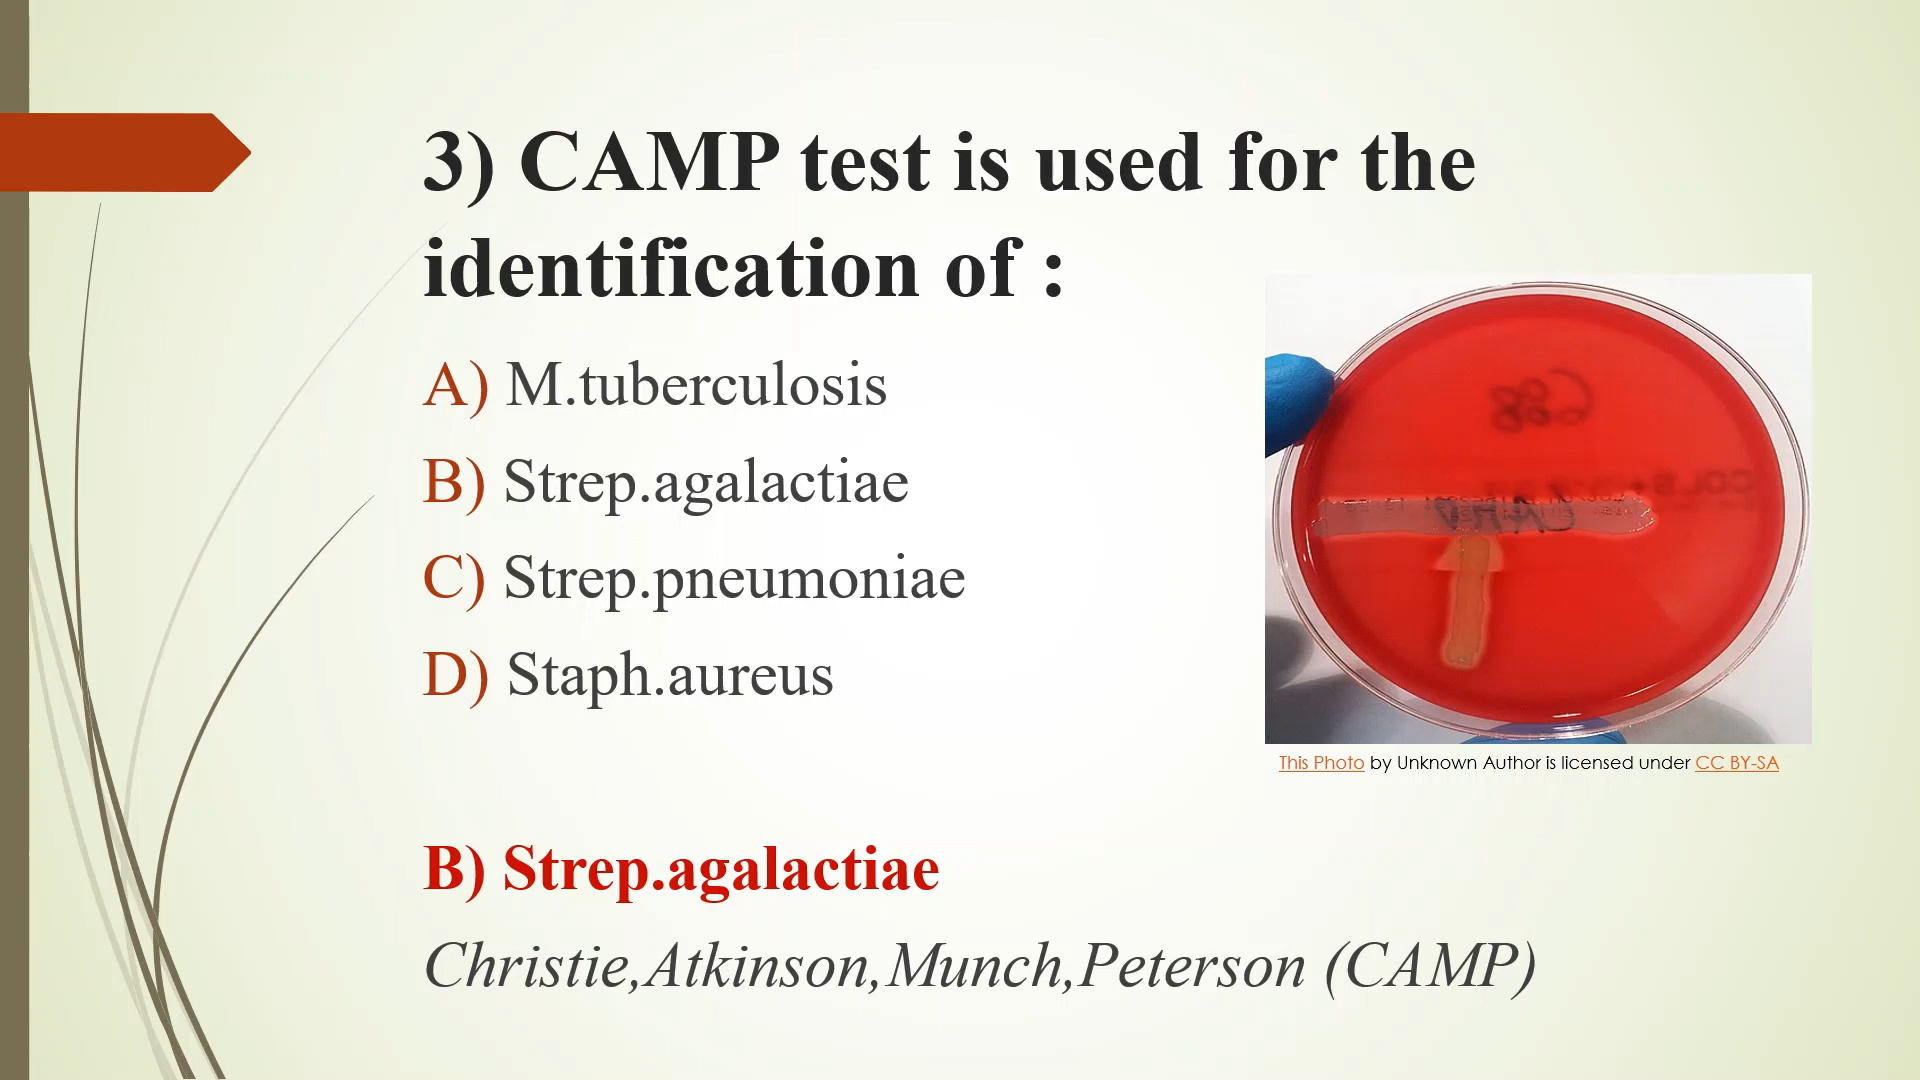 3) CAMP test is used for the
identification of :
A) M.tuberculosis
B) Strep.agalactiae
C) Strep.pneumoniae
D) Staph.aureus
This Photo by Unknown Author is licensed under CC BY-SA
B) Strep.agalactiae
Christie,Atkinson,Munch,Peterson (CAMP)